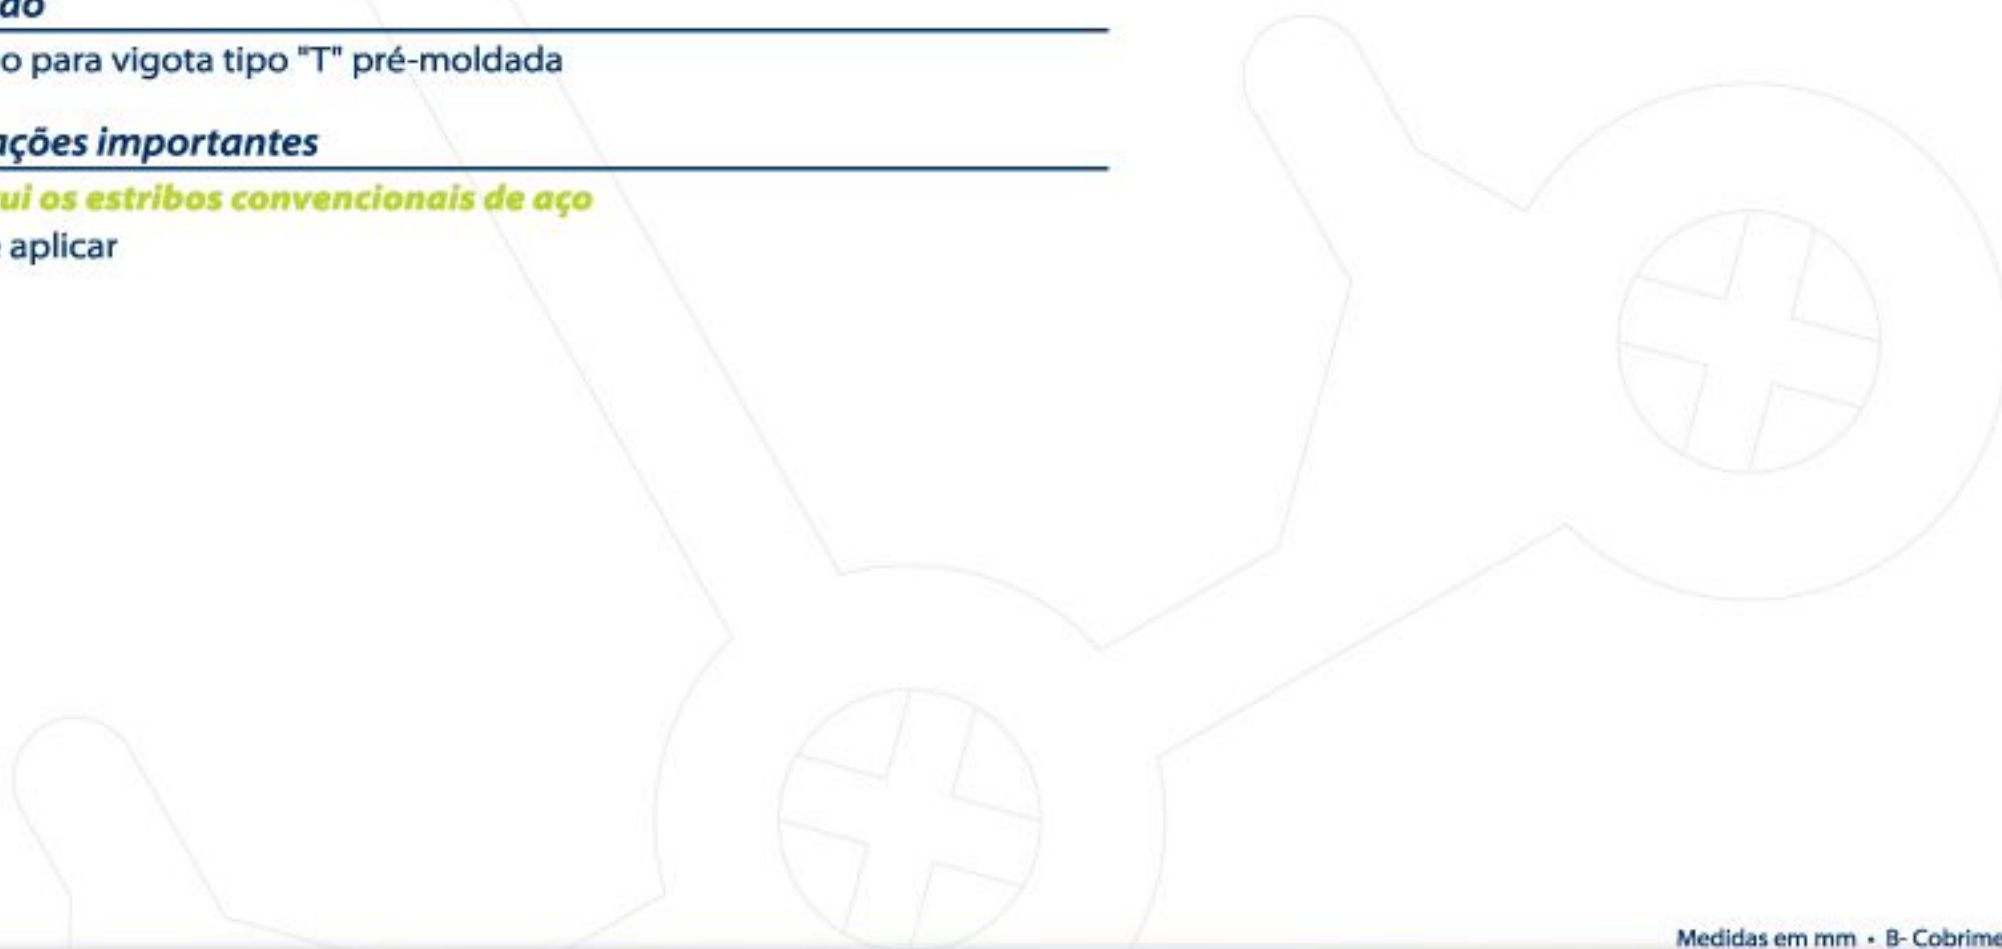 ão
o para vigota tipo "T" pré-moldada
ações importantes
ui os estribos convencionais de aço
aplicar
Medidas em mm • B- Cobrime